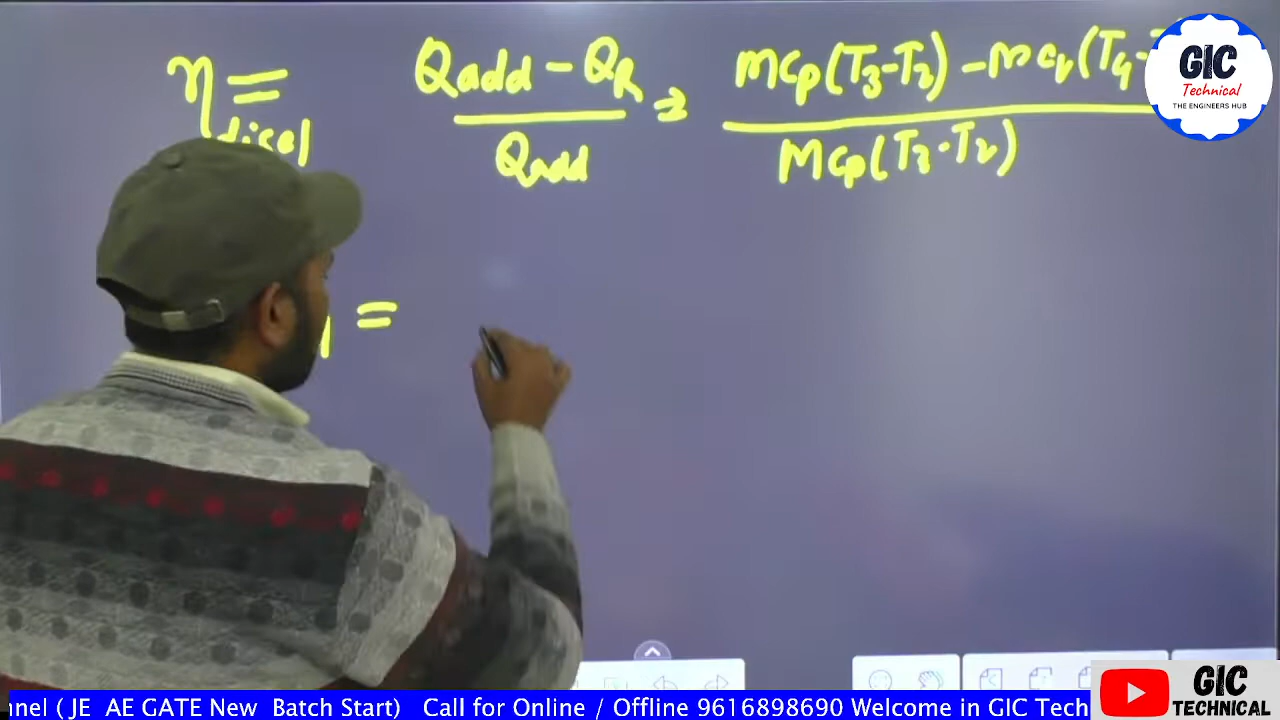 η = Qadd - QR ⇒ mcp(T3-T2) - mcv(T4-
disel Qadd Mcp(T3-T2)
=
GIC
Technical
THE ENGINEERS HUB
GIC
TECHNICAL
nel ( JE AE GATE New Batch Start) Call for Online / Offline 9616898690 Welcome in GIC Tech